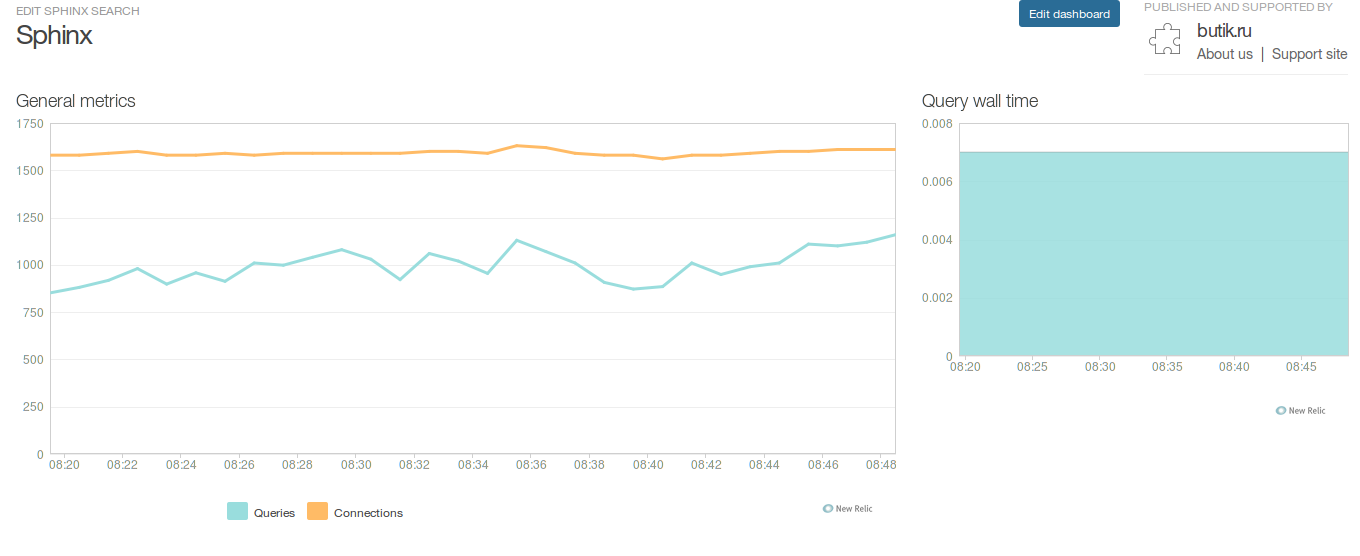 EDIT SPHINX SEARCH
Sphinx
Edit dashboard
PUBLISHED AND SUPPORTED BY
butik.ru
About us | Support site
General metrics
1750
1500
1250
1000
750
500
250
0
08:20 08:22 08:24 08:26 08:28 08:30 08:32 08:34 08:36 08:38 08:40 08:42 08:44 08:46 08:48
Queries Connections
New Relic
Query wall time
0.008
0.006
0.004
0.002
0
08:20 08:25 08:30 08:35 08:40 08:45
New Relic